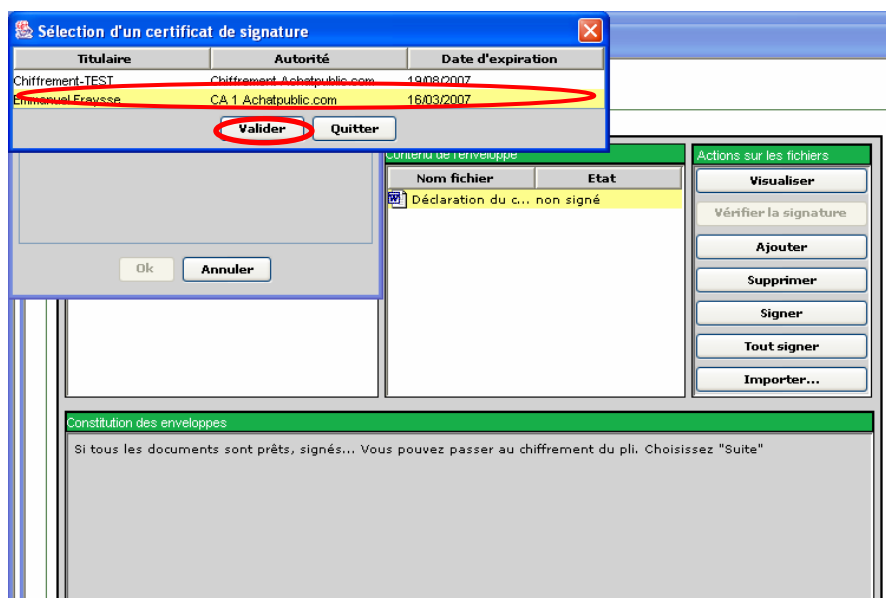 Sélection d'un certificat de signature
Titulaire Autorité Date d'expiration
Chiffrement-TEST Chiffrement Achatpublic.com 19/08/2007
Emmanuel Fraysse CA 1 Achatpublic.com 16/03/2007
Valider Quitter
Contenu de l'enveloppe
Nom fichier Etat
Déclaration du c... non signé
Ok Annuler
Actions sur les fichiers
Visualiser
Vérifier la signature
Ajouter
Supprimer
Signer
Tout signer
Importer...
Constitution des enveloppes
Si tous les documents sont prêts, signés... Vous pouvez passer au chiffrement du pli. Choisissez "Suite"